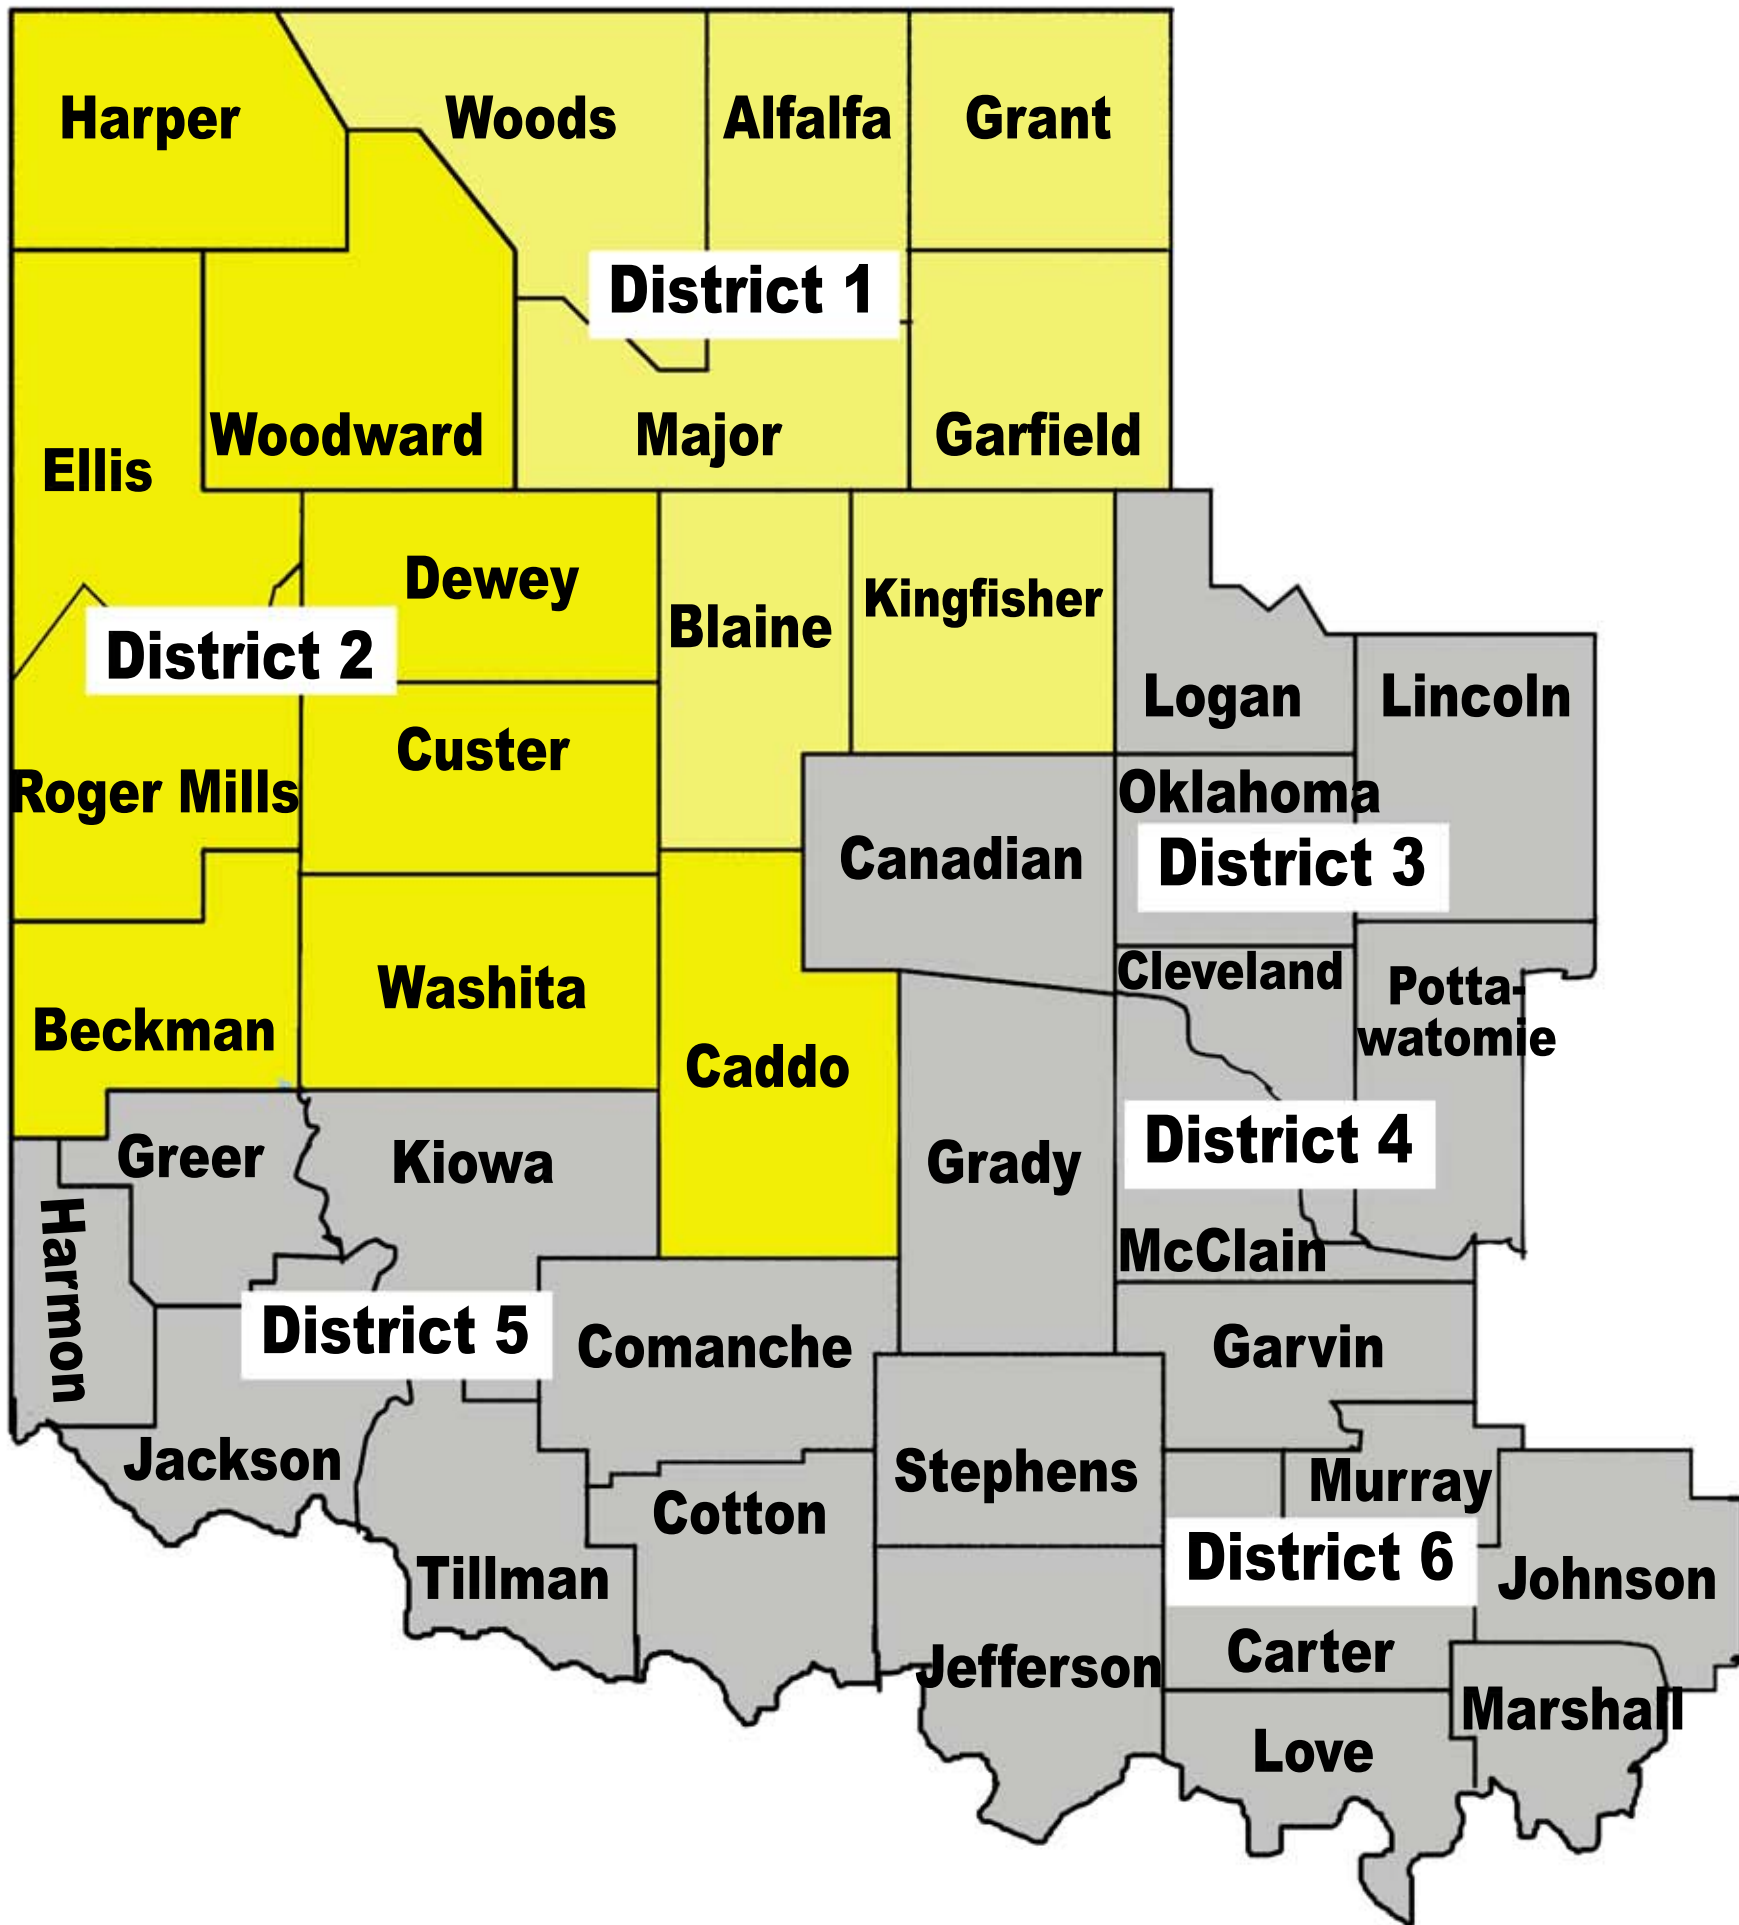 Harper
Woods
Alfalfa
Grant
District 1
Woodward
Major
Garfield
Ellis
Dewey
Kingfisher
Blaine
District 2
Logan
Lincoln
Custer
Roger Mills
Oklahoma
Canadian
District 3
Cleveland
Washita
Potta-
watomie
Beckman
Caddo
District 4
Greer
Kiowa
Grady
McClain
Harmon
District 5
Comanche
Garvin
Jackson
Stephens
Murray
Cotton
District 6
Tillman
Johnson
Carter
Jefferson
Marshall
Love